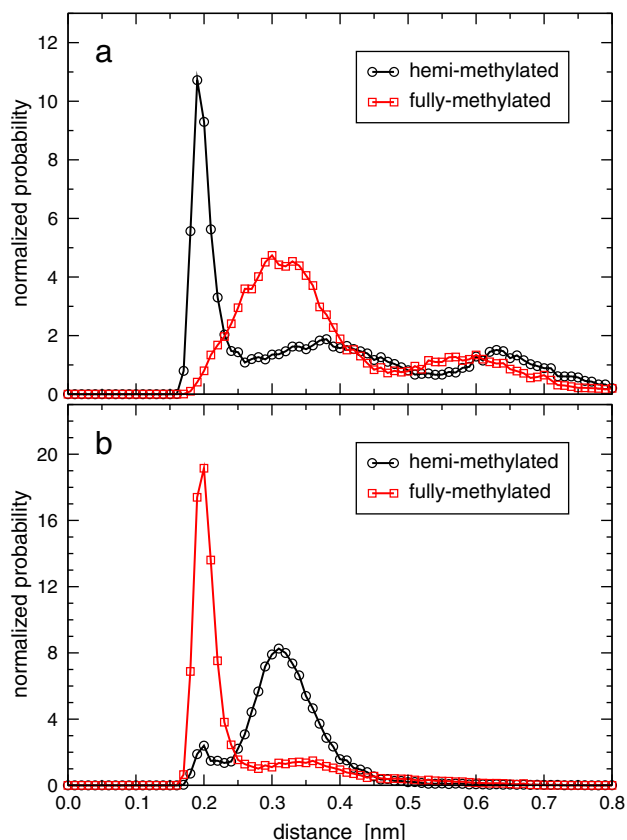 a
hemi-methylated
fully-methylated
normalized probability
12
10
8
6
4
2
0
b
hemi-methylated
fully-methylated
normalized probability
20
16
12
8
4
0
0.0 0.1 0.2 0.3 0.4 0.5 0.6 0.7 0.8
distance [nm]